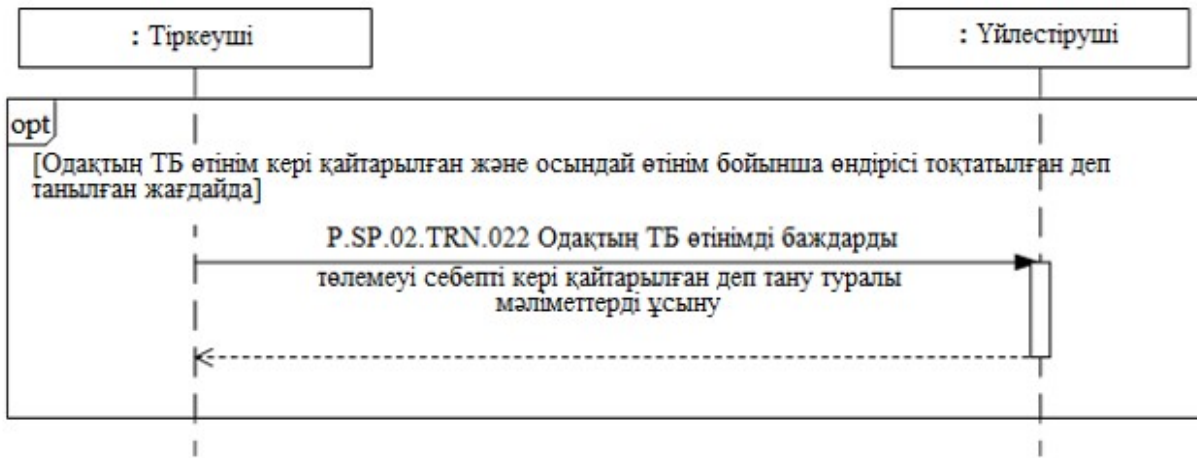 : Тіркеуші
: Үйлестіруші
opt
[Одақтың ТБ өтінім кері қайтарылған және осындай өтінім бойынша өндірісі тоқтатылған деп
танылған жағдайда]
P.SP.02.TRN.022 Одақтың ТБ өтінімді баждарды
төлемеуі себепті кері қайтарылған деп тану туралы
мәліметтерді ұсыну